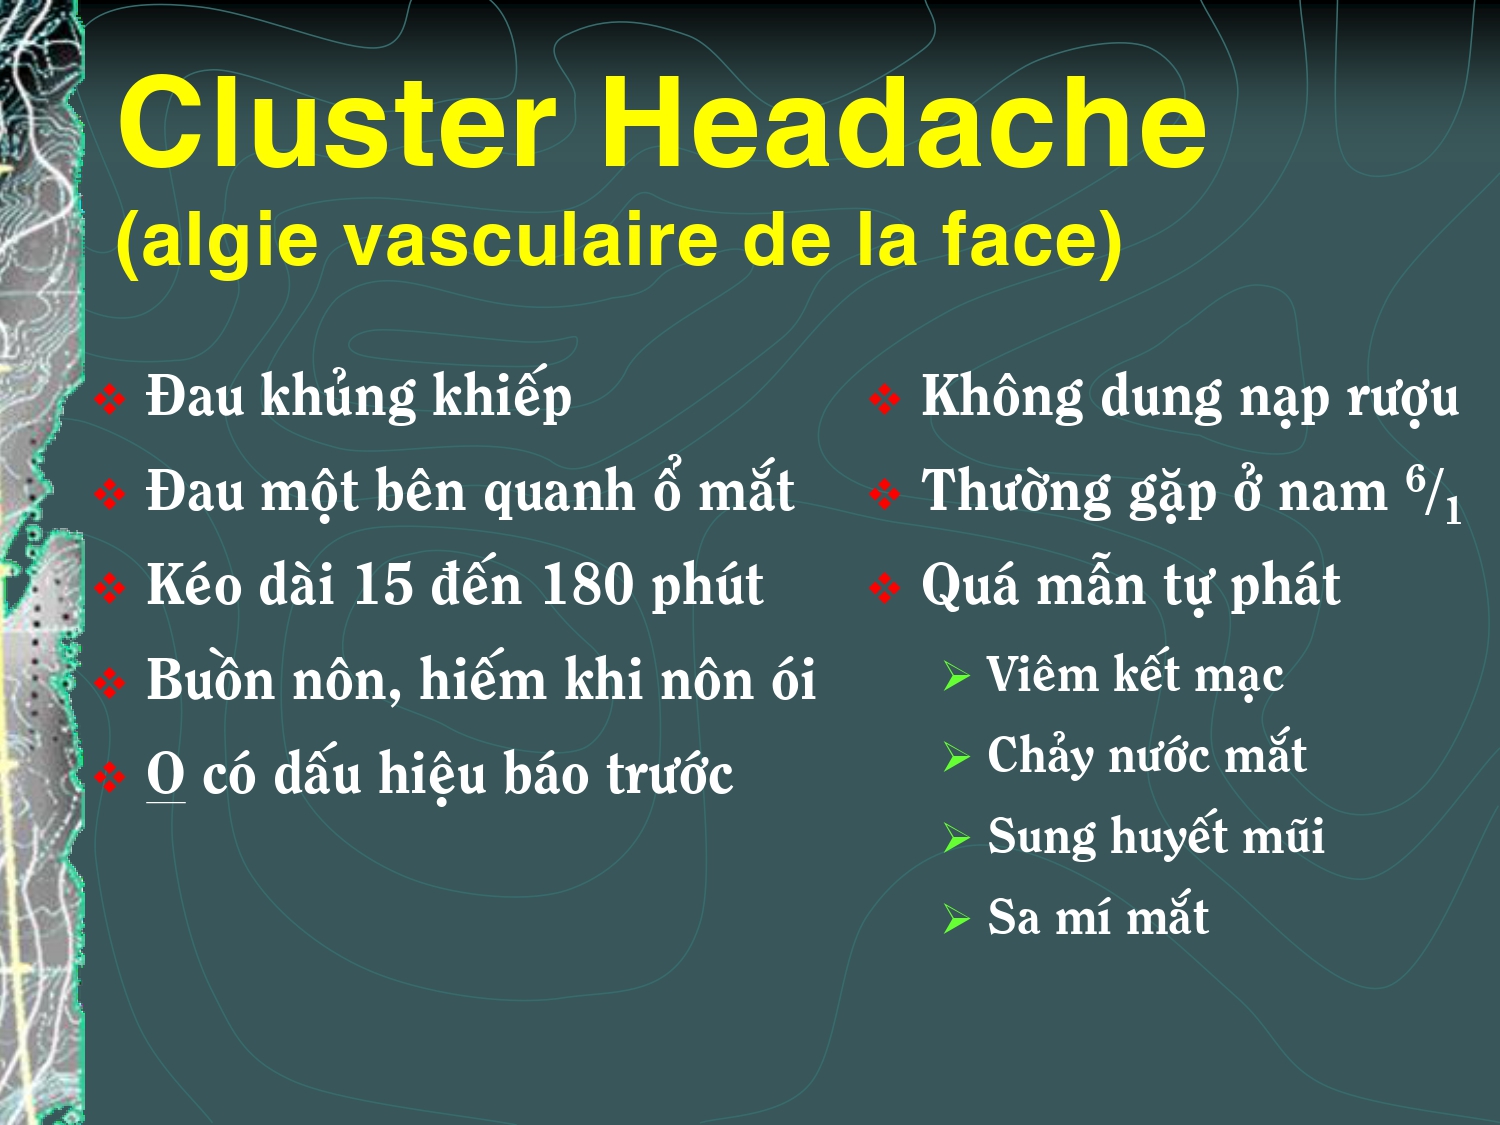 Cluster Headache
(algie vasculaire de la face)
Đau khủng khiếp
Đau một bên quanh ổ mắt
Kéo dài 15 đến 180 phút
Buồn nôn, hiếm khi nôn ói
O có dấu hiệu báo trước
Không dung nạp rượu
Thường gặp ở nam 6/1
Quá mẫn tự phát
Viêm kết mạc
Chảy nước mắt
Sung huyết mũi
Sa mí mắt